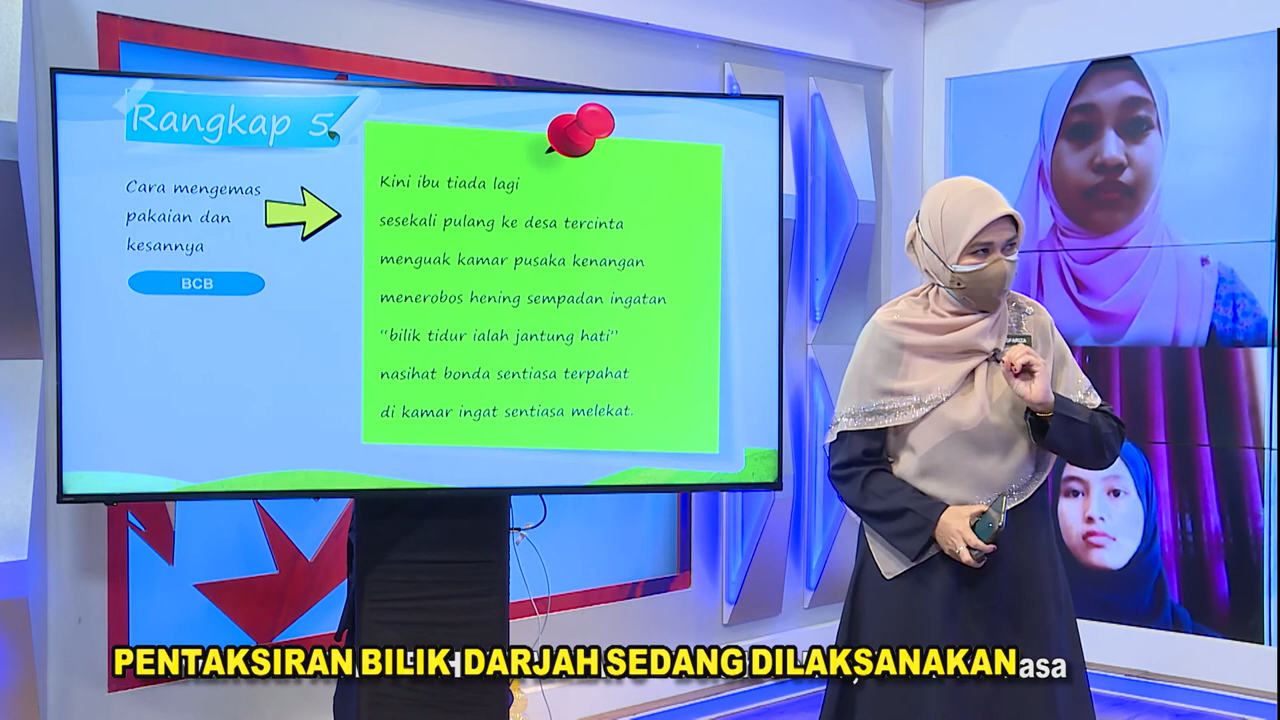 Rangkap 5
Cara mengemas
pakaian dan
kesannya
BCB
Kini ibu tiada lagi
sesekali pulang ke desa tercinta
menguak kamar pusaka kenangan
menerobos hening sempadan ingatan
“bilik tidur ialah jantung hati”
nasihat bonda sentiasa terpahat
di kamar ingat sentiasa melekat.
PENTAKSIRAN BILIK DARJAH SEDANG DILAKSANAKAN